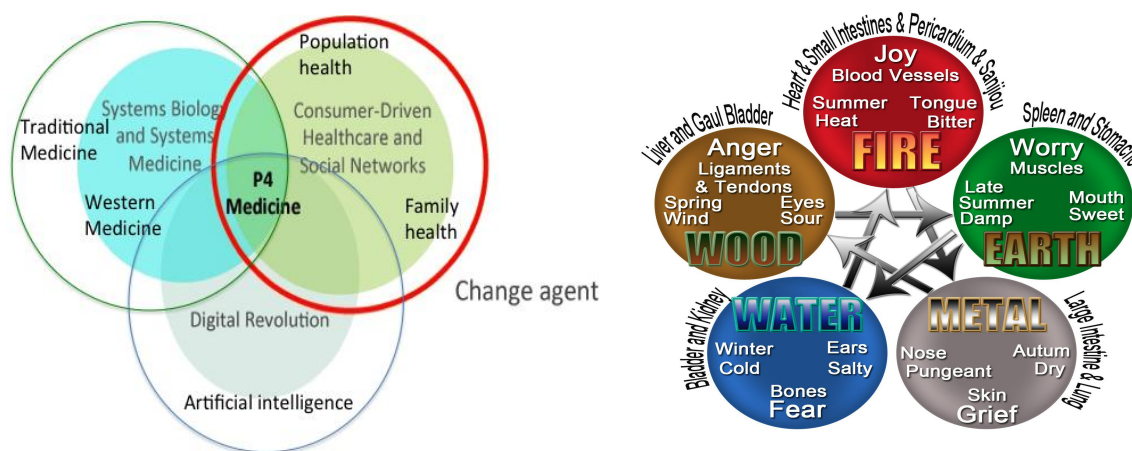 Population
health
Systems Biology
and Systems
Medicine
Consumer-Driven
Healthcare and
Social Networks
Traditional
Medicine
P4
Medicine
Western
Medicine
Family
health
Change agent
Digital Revolution
Artificial intelligence
Heart & Small Intestines & Pericardium & Sanjiou
Joy
Blood Vessels
Summer
Heat
Tongue
Bitter
FIRE
Liver and Gaul Bladder
Anger
Ligaments
& Tendons
Spring
Wind
Eyes
Sour
WOOD
Spleen and Stomache
Worry
Muscles
Late
Summer
Damp
Mouth
Sweet
EARTH
Bladder and Kidney
WATER
Winter
Cold
Ears
Salty
Bones
Fear
Large Intestine & Lung
METAL
Nose
Pungeant
Autum
Dry
Skin
Grief